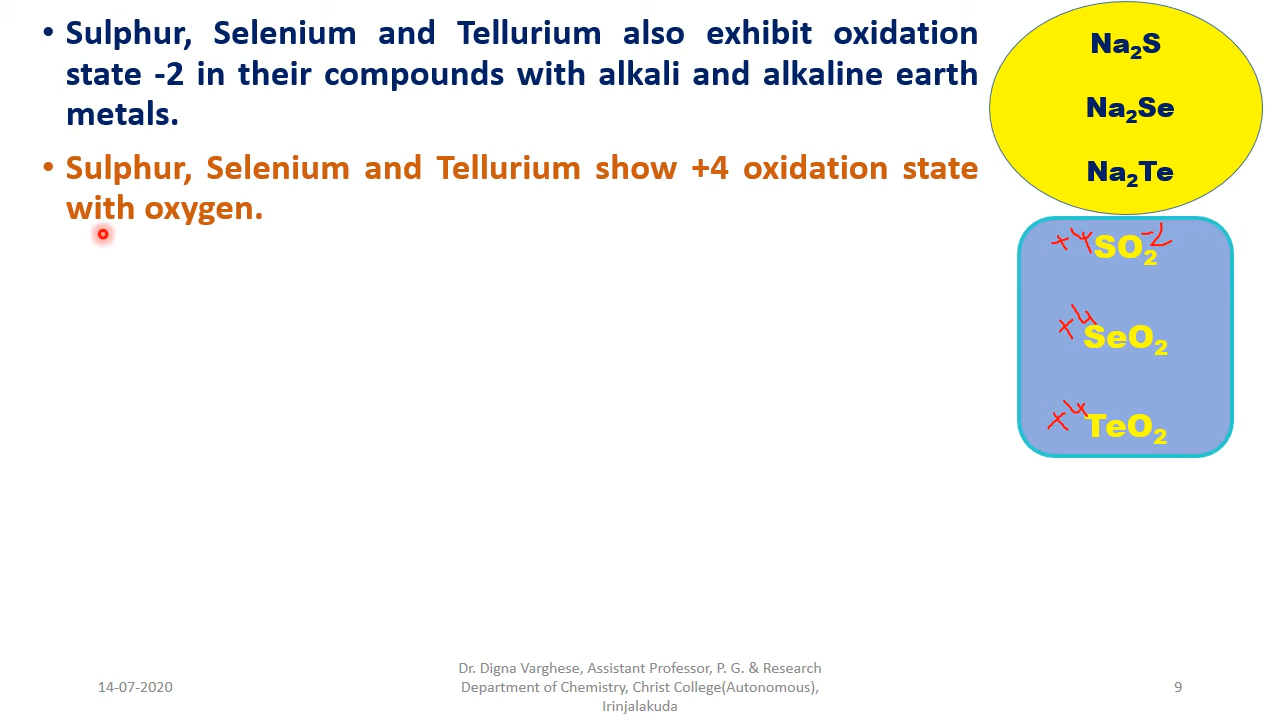 • Sulphur, Selenium and Tellurium also exhibit oxidation
state -2 in their compounds with alkali and alkaline earth
metals.
• Sulphur, Selenium and Tellurium show +4 oxidation state
with oxygen.
Na₂S
Na₂Se
Na₂Te
+4 SO₂ -2
+4 SeO₂
+4 TeO₂
14-07-2020
Dr. Digna Varghese, Assistant Professor, P. G. & Research
Department of Chemistry, Christ College(Autonomous),
Irinjalakuda
9